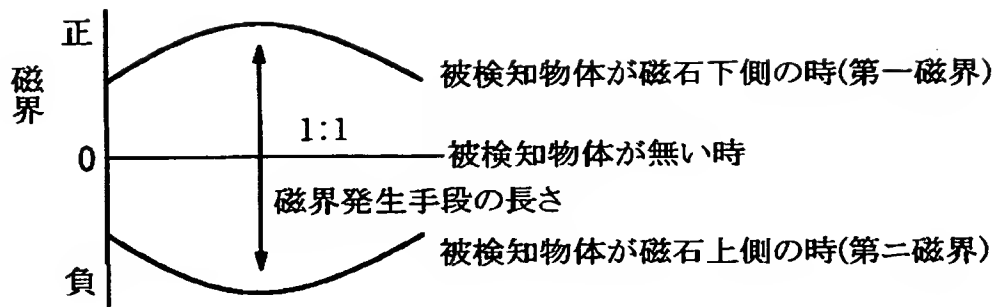 正
磁界
被検知物体が磁石下側の時(第一磁界)
1:1
0
被検知物体が無い時
磁界発生手段の長さ
被検知物体が磁石上側の時(第二磁界)
負